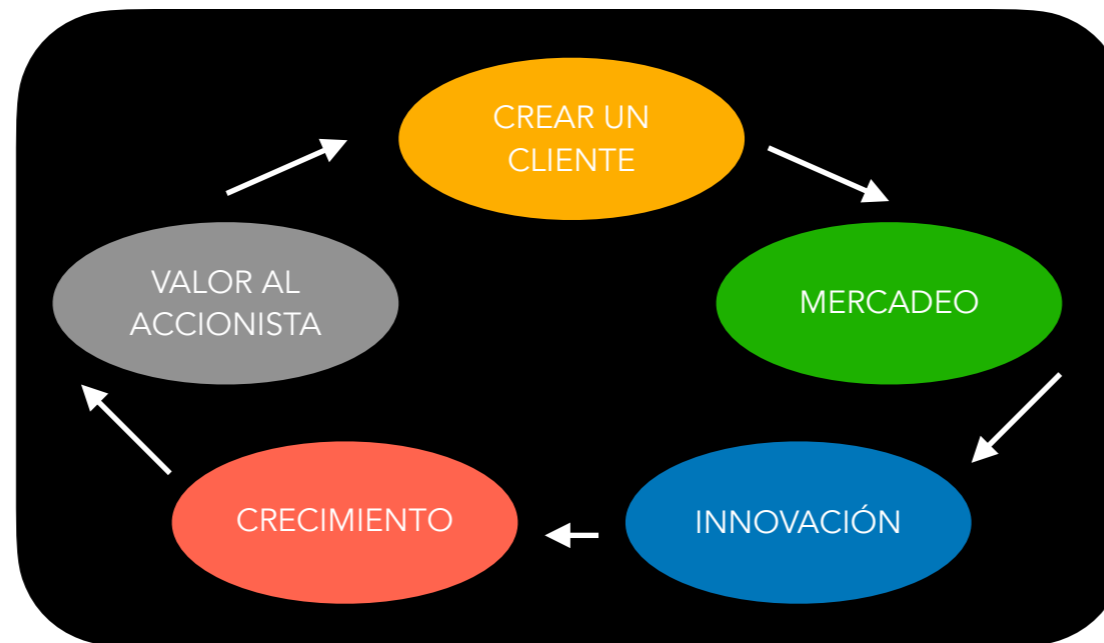 CREAR UN
CLIENTE
MERCADEO
INNOVACIÓN
CRECIMIENTO
VALOR AL
ACCIONISTA